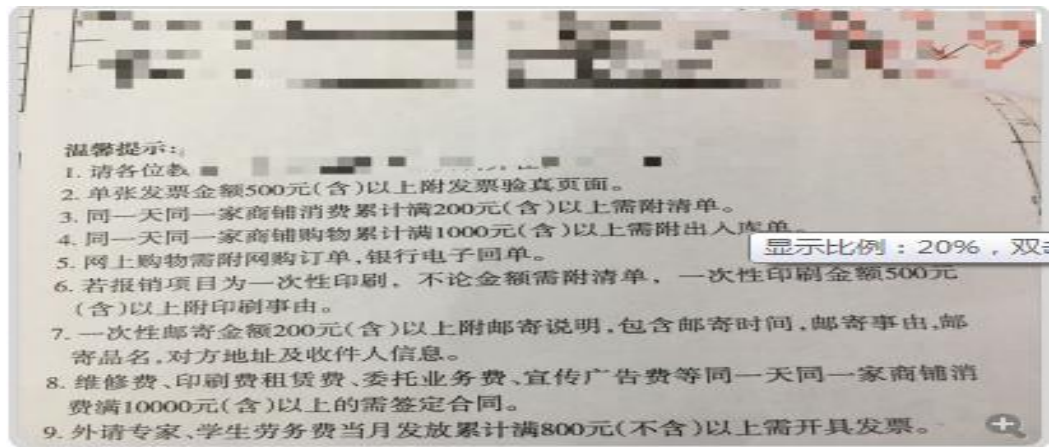 温馨提示:
1. 请各位教
2. 单张发票金额500元(含)以上附发票验真页面。
3. 同一天同一家商铺消费累计满200元(含)以上需附清单。
4. 同一天同一家商铺购物累计满1000元(含)以上需附出入库单。
5. 网上购物需附网购订单,银行电子回单。
显示比例:20%,双击
6. 若报销项目为一次性印刷, 不论金额需附清单, 一次性印刷金额500元
(含)以上附印刷事由。
7. 一次性邮寄金额200元(含)以上附邮寄说明,包含邮寄时间,邮寄事由,邮
寄品名,对方地址及收件人信息。
8. 维修费、印刷费租赁费、委托业务费、宣传广告费等同一天同一家商铺消
费满10000元(含)以上的需签定合同。
9. 外请专家、学生劳务费当月发放累计满800元(不含)以上需开具发票。